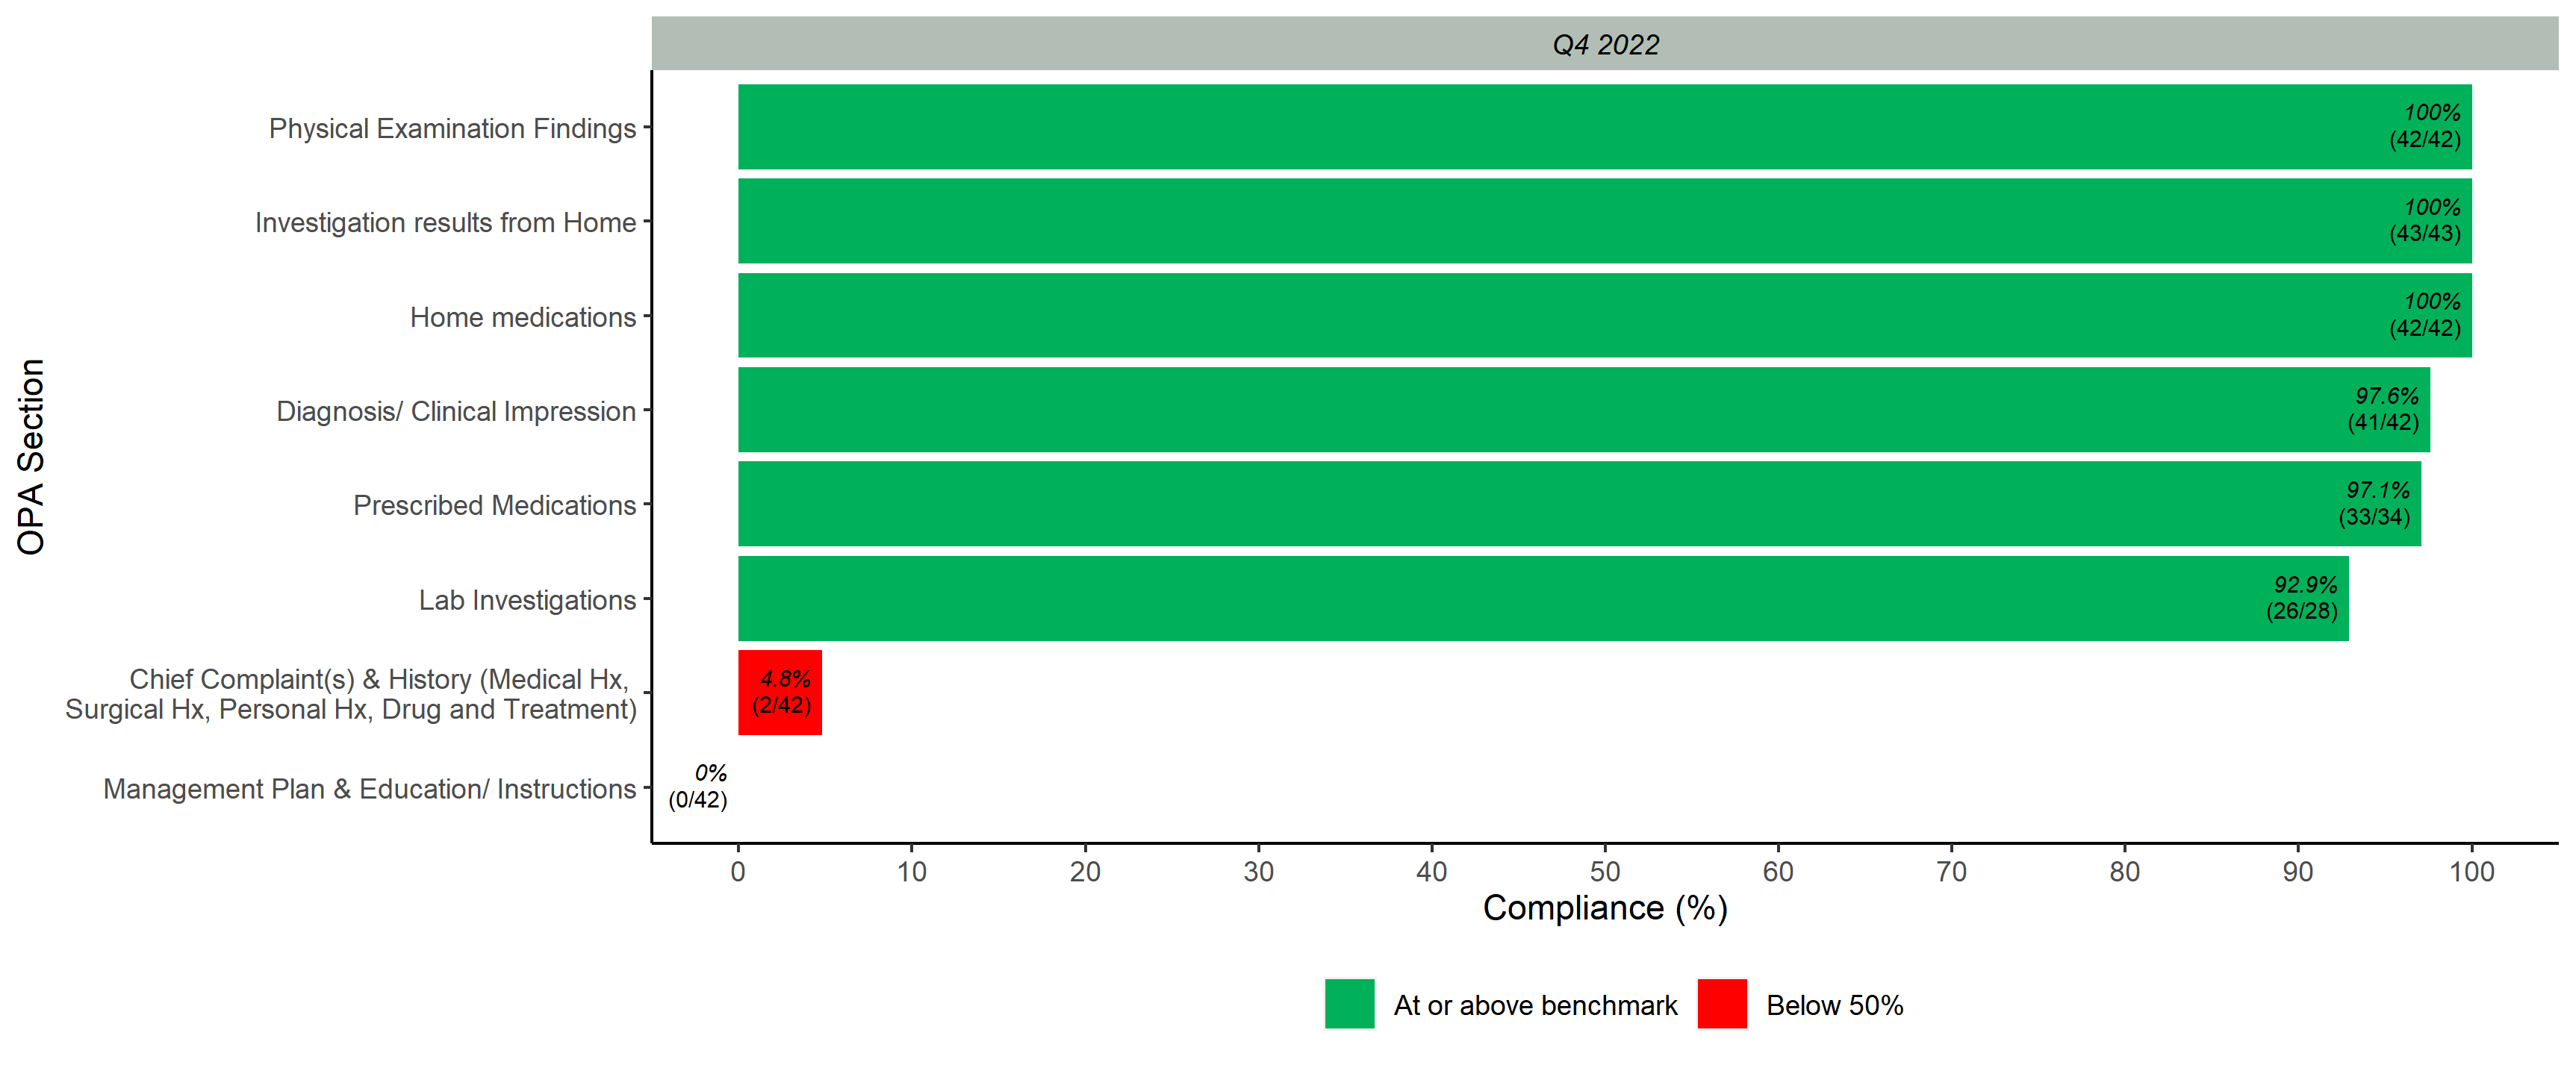 Q4 2022
Physical Examination Findings
100%
(42/42)
Investigation results from Home
100%
(43/43)
Home medications
100%
(42/42)
Diagnosis/ Clinical Impression
97.6%
(41/42)
Prescribed Medications
97.1%
(33/34)
Lab Investigations
92.9%
(26/28)
Chief Complaint(s) & History (Medical Hx,
Surgical Hx, Personal Hx, Drug and Treatment)
4.8%
(2/42)
Management Plan & Education/ Instructions
0%
(0/42)
OPA Section
0 10 20 30 40 50 60 70 80 90 100
Compliance (%)
At or above benchmark
Below 50%